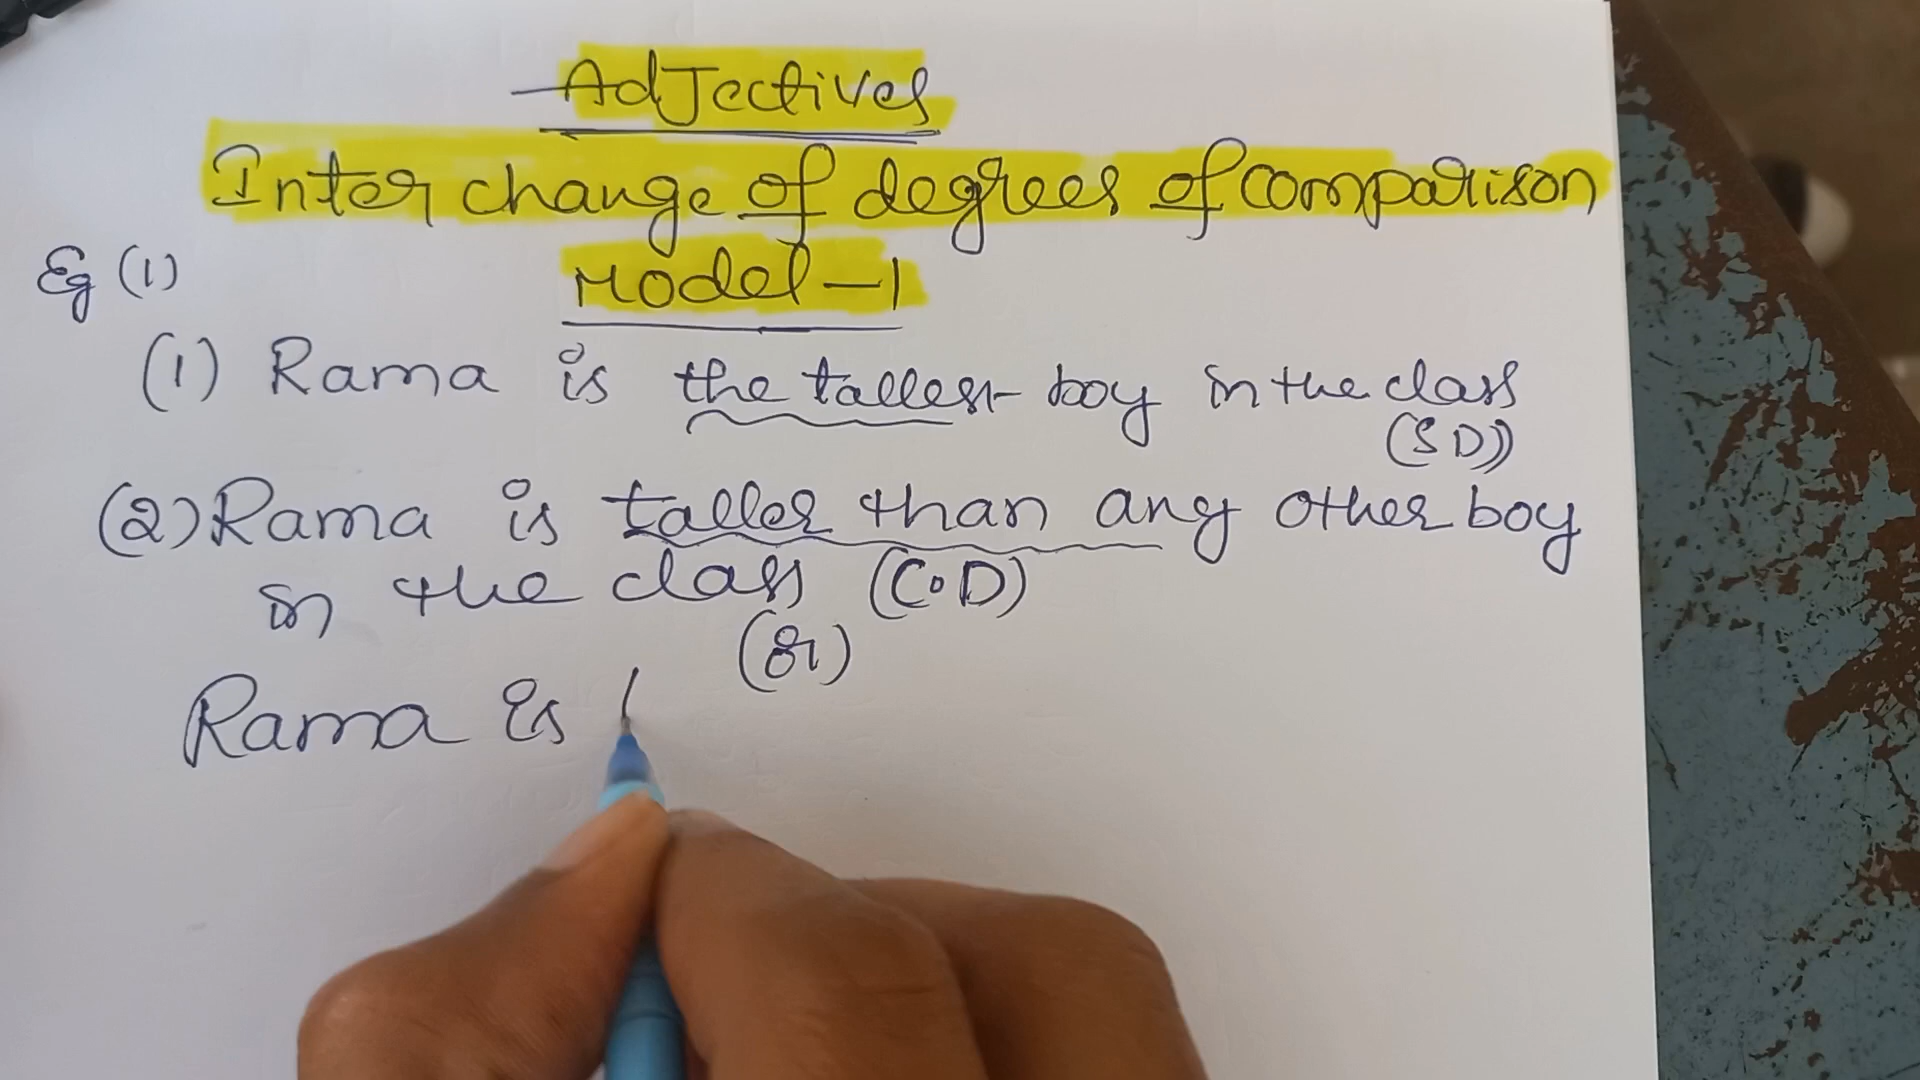 AdJectives
Inter change of degrees of comparison
Eg (1)
Model-1
(1) Rama is the tallest boy in the class
(S D)
(2) Rama is taller than any other boy
in the class (C.D)
(or)
Rama is